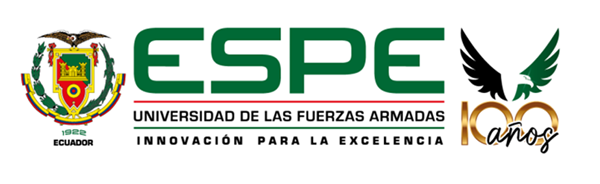 1922
ECUADOR
ESPE
UNIVERSIDAD DE LAS FUERZAS ARMADAS
INNOVACIÓN PARA LA EXCELENCIA
100
años